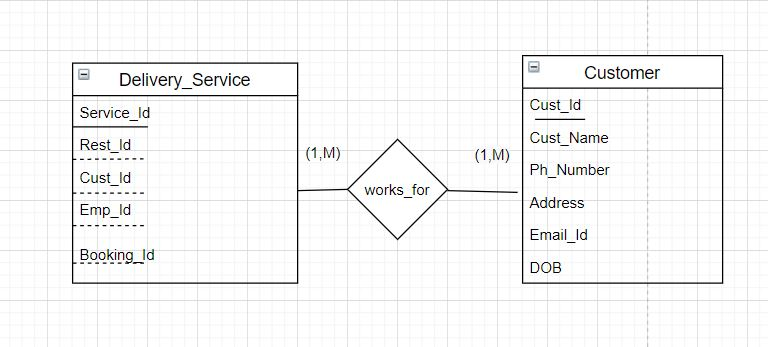 Delivery_Service
Service_Id
Rest_Id
Cust_Id
Emp_Id
Booking_Id
(1,M)
works_for
(1,M)
Customer
Cust_Id
Cust_Name
Ph_Number
Address
Email_Id
DOB